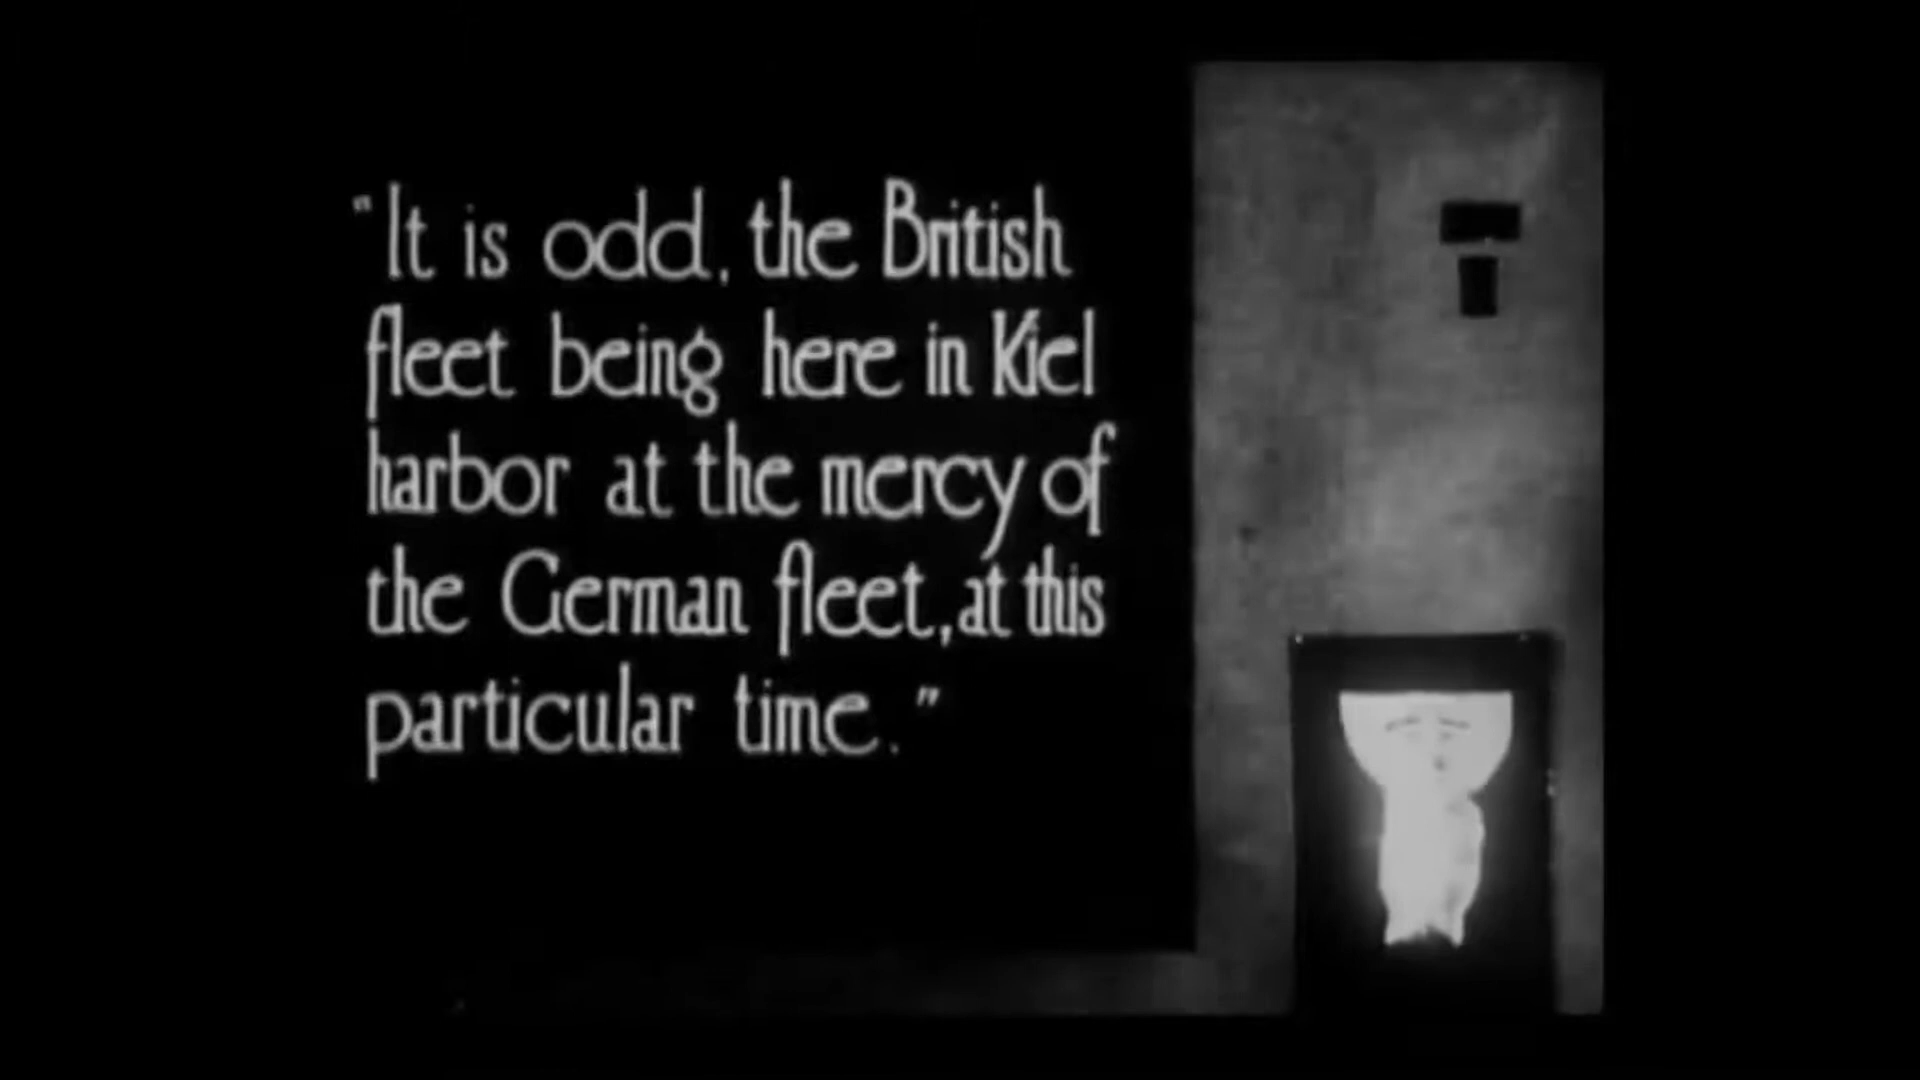 "It is odd, the British
fleet being here in Kiel
harbor at the mercy of
the German fleet, at this
particular time."